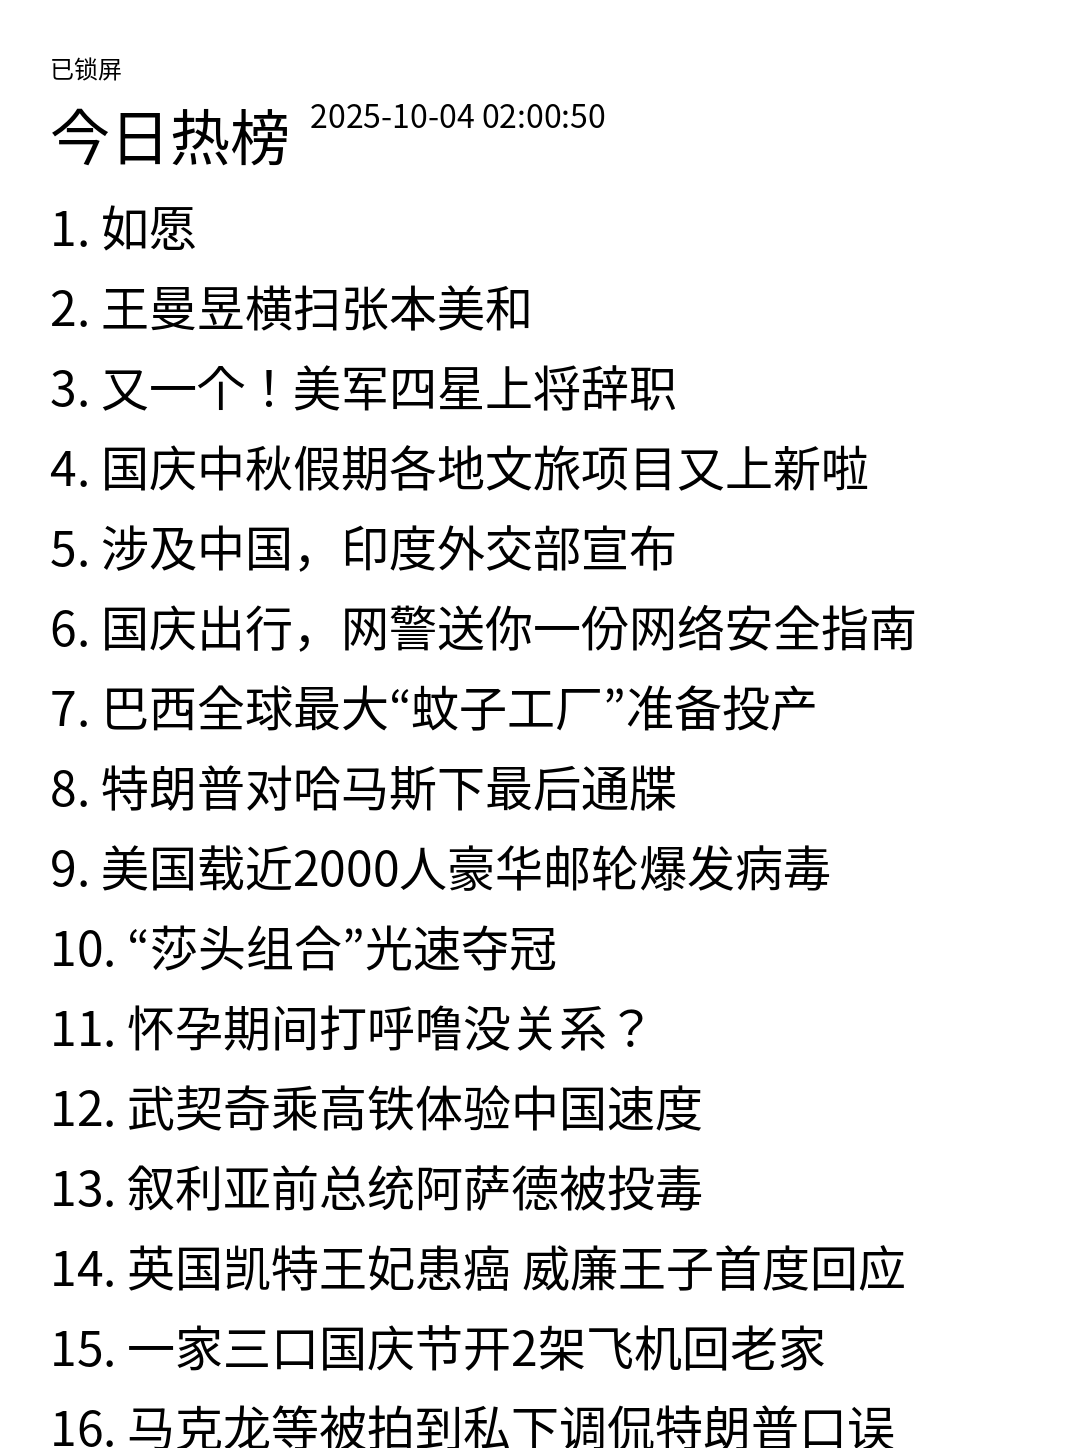 已锁屏
今日热榜 2025-10-04 02:00:50
1. 如愿
2. 王曼昱横扫张本美和
3. 又一个！美军四星上将辞职
4. 国庆中秋假期各地文旅项目又上新啦
5. 涉及中国，印度外交部宣布
6. 国庆出行，网警送你一份网络安全指南
7. 巴西全球最大“蚊子工厂”准备投产
8. 特朗普对哈马斯下最后通牒
9. 美国载近2000人豪华邮轮爆发病毒
10. “莎头组合”光速夺冠
11. 怀孕期间打呼噜没关系？
12. 武契奇乘高铁体验中国速度
13. 叙利亚前总统阿萨德被投毒
14. 英国凯特王妃患癌 威廉王子首度回应
15. 一家三口国庆节开2架飞机回老家
16. 马克龙等被拍到私下调侃特朗普口误